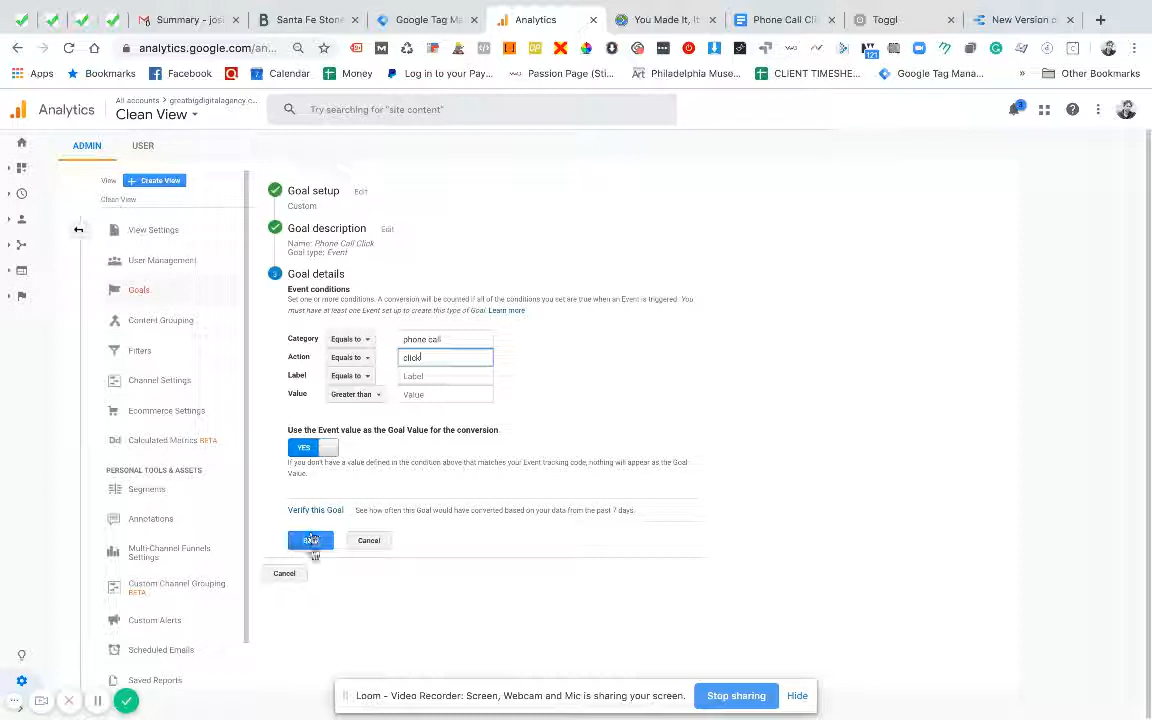 Summary - josi
Santa Fe Stone
Google Tag Ma
Analytics
You Made It, It
Phone Call Cli
Toggl
New Version o
analytics.google.com/an...
121
Apps
Bookmarks
Facebook
Calendar
Money
Log in to your Pay...
Passion Page (Sti...
Philadelphia Muse...
CLIENT TIMESHE...
Google Tag Mana...
»
Other Bookmarks
Analytics
All accounts > greatbigdigitalagency.c...
Clean View
Try searching for "site content"
ADMIN
USER
View
+ Create View
Clean View
View Settings
User Management
Goals
Content Grouping
Filters
Channel Settings
Ecommerce Settings
Dd Calculated Metrics BETA
PERSONAL TOOLS & ASSETS
Segments
Annotations
Multi-Channel Funnels
Settings
Custom Channel Grouping
BETA
Custom Alerts
Scheduled Emails
Saved Reports
Goal setup Edit
Custom
Goal description Edit
Name: Phone Call Click
Goal type: Event
3 Goal details
Event conditions
Set one or more conditions. A conversion will be counted if all of the conditions you set are true when an Event is triggered. You
must have at least one Event set up to create this type of Goal. Learn more
Category Equals to phone call
Action Equals to click
Label Equals to Label
Value Greater than Value
Use the Event value as the Goal Value for the conversion
YES
If you don't have a value defined in the condition above that matches your Event tracking code, nothing will appear as the Goal
Value.
Verify this Goal See how often this Goal would have converted based on your data from the past 7 days.
Cancel
Cancel
Loom - Video Recorder: Screen, Webcam and Mic is sharing your screen.
Stop sharing
Hide